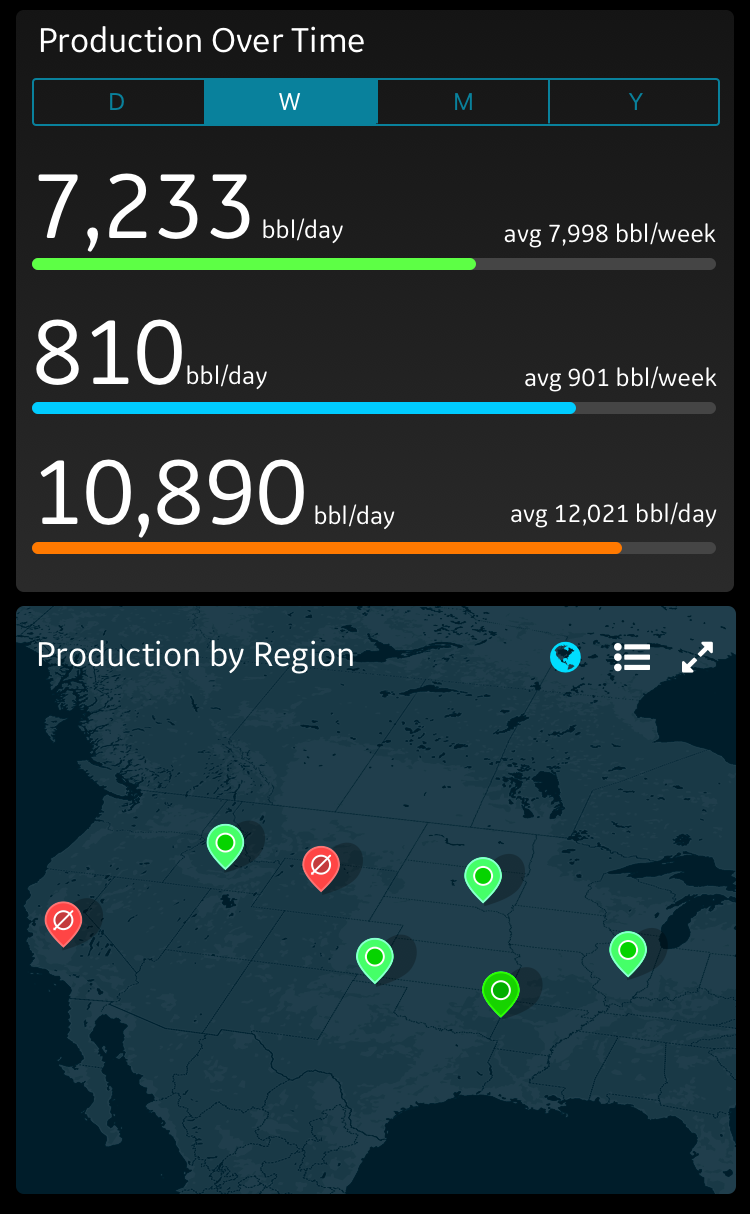 Production Over Time
D W M Y
7,233 bbl/day avg 7,998 bbl/week
810 bbl/day avg 901 bbl/week
10,890 bbl/day avg 12,021 bbl/day
Production by Region